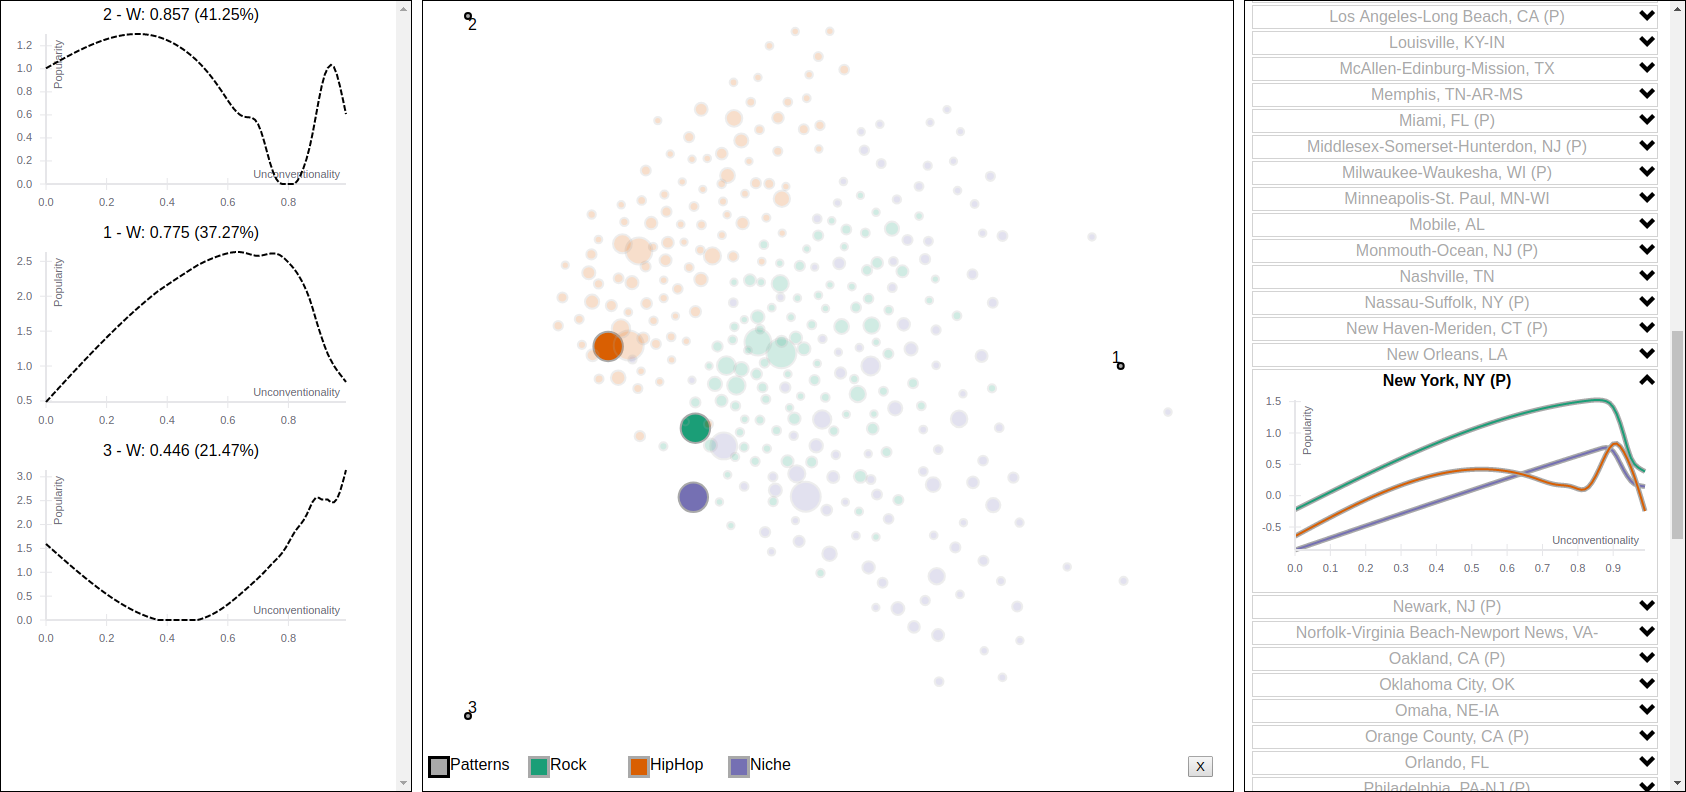 2 - W: 0.857 (41.25%)
Popularity
1.2
1.0
0.8
0.6
0.4
0.2
0.0
Unconventionality
0.0 0.2 0.4 0.6 0.8
1 - W: 0.775 (37.27%)
Popularity
2.5
2.0
1.5
1.0
0.5
Unconventionality
0.0 0.2 0.4 0.6 0.8
3 - W: 0.446 (21.47%)
Popularity
3.0
2.5
2.0
1.5
1.0
0.5
0.0
Unconventionality
0.0 0.2 0.4 0.6 0.8
2
1
3
Patterns Rock HipHop Niche X
Los Angeles-Long Beach, CA (P)
Louisville, KY-IN
McAllen-Edinburg-Mission, TX
Memphis, TN-AR-MS
Miami, FL (P)
Middlesex-Somerset-Hunterdon, NJ (P)
Milwaukee-Waukesha, WI (P)
Minneapolis-St. Paul, MN-WI
Mobile, AL
Monmouth-Ocean, NJ (P)
Nashville, TN
Nassau-Suffolk, NY (P)
New Haven-Meriden, CT (P)
New Orleans, LA
New York, NY (P)
Popularity
1.5
1.0
0.5
0.0
-0.5
Unconventionality
0.0 0.1 0.2 0.3 0.4 0.5 0.6 0.7 0.8 0.9
Newark, NJ (P)
Norfolk-Virginia Beach-Newport News, VA-
Oakland, CA (P)
Oklahoma City, OK
Omaha, NE-IA
Orange County, CA (P)
Orlando, FL
Philadelphia, PA-NJ (P)